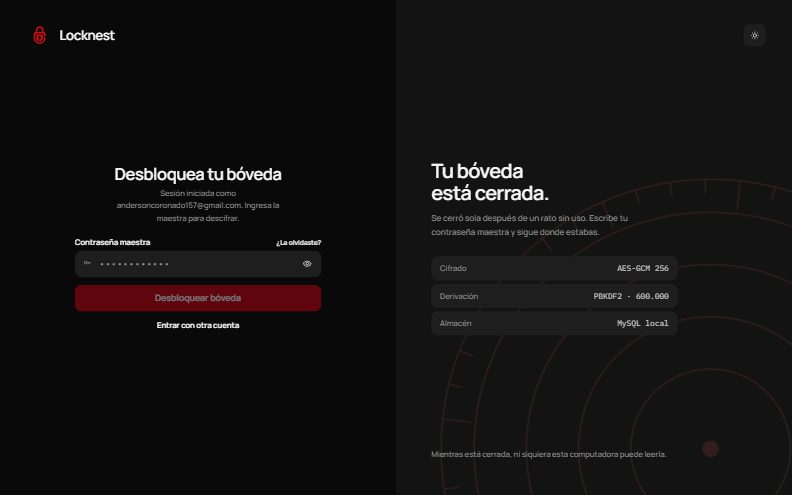 Locknest
Desbloquea tu bóveda
Sesión iniciada como
andersoncoronado157@gmail.com. Ingresa la
maestra para descifrar.
Contraseña maestra
¿La olvidaste?
Desbloquear bóveda
Entrar con otra cuenta
Tu bóveda
está cerrada.
Se cerró sola después de un rato sin uso. Escribe tu
contraseña maestra y sigue donde estabas.
Cifrado AES-GCM 256
Derivación PBKDF2 · 600.000
Almacén MySQL local
Mientras está cerrada, ni siquiera esta computadora puede leerla.